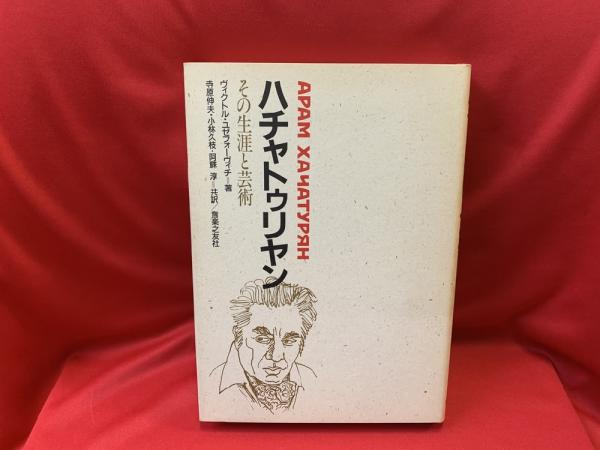 АРАМ ХАЧАТУРЯН
ハチャトゥリヤン
その生涯と芸術
ヴィクトル・ユゼフォーヴィチ=著
寺原伸夫・小林久枝・阿蘇 淳=共訳/音楽之友社